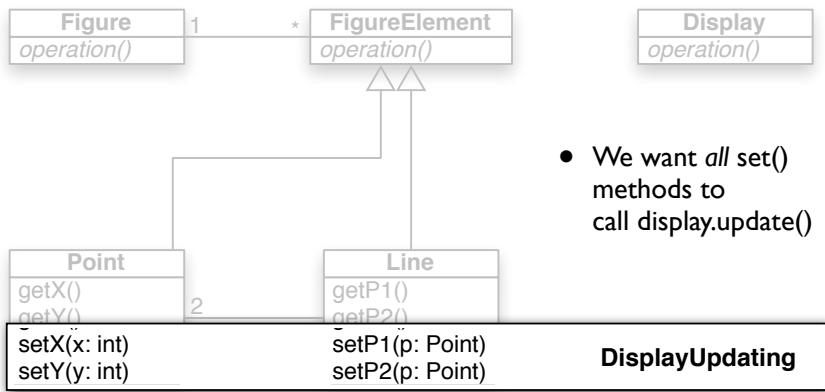 Figure
operation()
1
*
FigureElement
operation()
Display
operation()
• We want all set()
methods to
call display.update()
Point
getX()
getY()
2
Line
getP1()
getP2()
setX(x: int)
setY(y: int)
setP1(p: Point)
setP2(p: Point)
DisplayUpdating